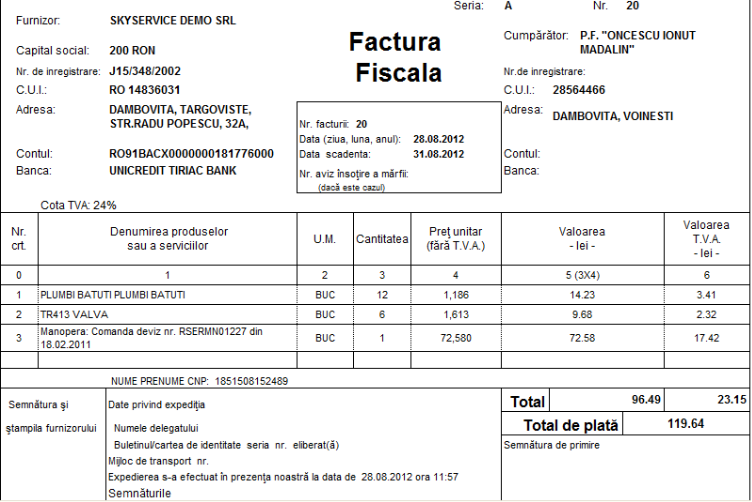 Seria: A Nr. 20
Furnizor: SKYSERVICE DEMO SRL
Factura
Fiscala
Cumpărător: P.F. "ONCESCU IONUT
MADALIN"
Capital social: 200 RON
Nr. de inregistrare: J15/348/2002
Nr.de inregistrare:
C.U.I.: RO 14836031
C.U.I.: 28564466
Adresa: DAMBOVITA, TARGOVISTE,
STR.RADU POPESCU, 32A,
Adresa: DAMBOVITA, VOINESTI
Nr. facturii: 20
Data (ziua, luna, anul): 28.08.2012
Data scadenta: 31.08.2012
Nr. aviz însoţire a mărfii:
(dacă este cazul)
Contul: RO91BACX0000000181776000
Contul:
Banca: UNICREDIT TIRIAC BANK
Banca:
Cota TVA: 24%
Nr.
crt.
Denumirea produselor
sau a serviciilor
U.M.
Cantitatea
Preţ unitar
(fără T.V.A.)
Valoarea
- lei -
Valoarea
T.V.A.
- lei -
0 1 2 3 4 5 (3X4) 6
1 PLUMBI BATUTI PLUMBI BATUTI BUC 12 1,186 14.23 3.41
2 TR413 VALVA BUC 6 1,613 9.68 2.32
3 Manopera: Comanda deviz nr. RSERMN01227 din
18.02.2011 BUC 1 72,580 72.58 17.42
NUME PRENUME CNP: 1851508152489
Semnătura şi
ştampila furnizorului
Date privind expediţia
Numele delegatului
Buletinul/cartea de identitate seria nr. eliberat(ă)
Mijloc de transport nr.
Expedierea s-a efectuat în prezenţa noastră la data de 28.08.2012 ora 11:57
Semnăturile
Total 96.49 23.15
Total de plată 119.64
Semnătura de primire